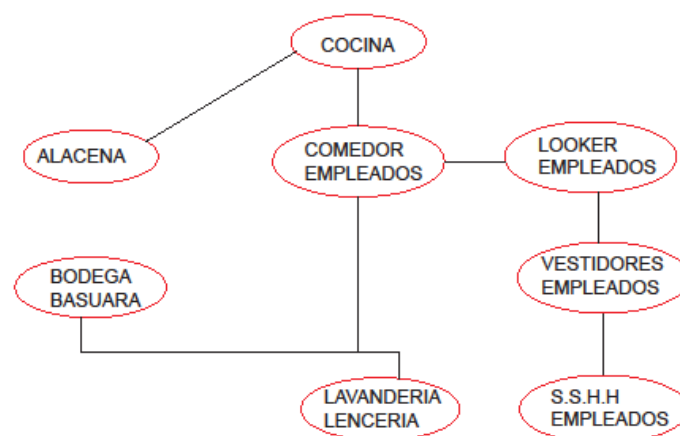 COCINA
ALACENA
COMEDOR
EMPLEADOS
LOOKER
EMPLEADOS
BODEGA
BASUARA
VESTIDORES
EMPLEADOS
LAVANDERIA
LENCERIA
S.S.H.H
EMPLEADOS